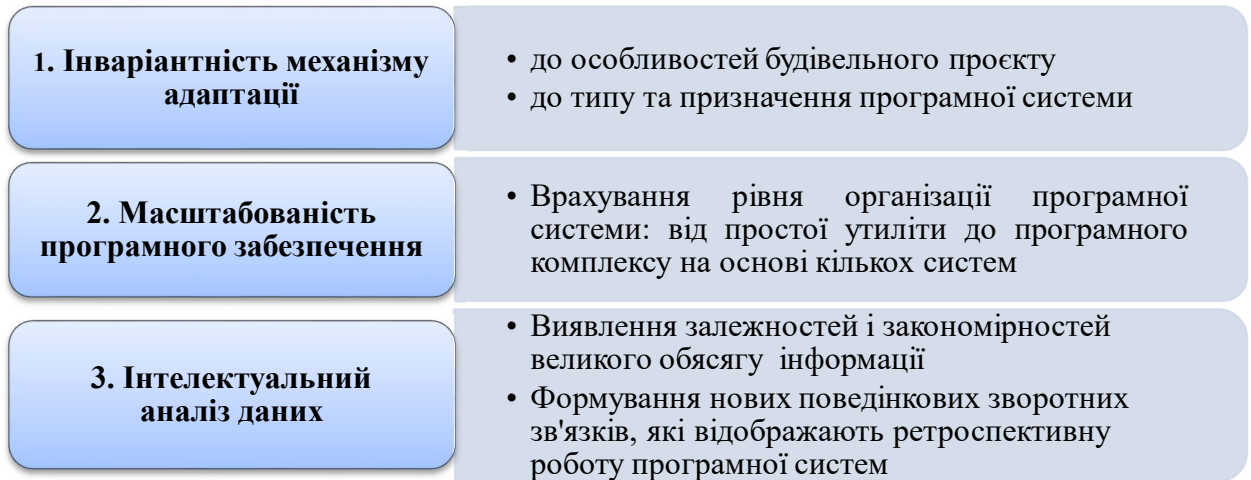 1. Інваріантність механізму
адаптації
• до особливостей будівельного проєкту
• до типу та призначення програмної системи
2. Масштабованість
програмного забезпечення
• Врахування рівня організації програмної
системи: від простої утиліти до програмного
комплексу на основі кількох систем
3. Інтелектуальний
аналіз даних
• Виявлення залежностей і закономірностей
великого обясягу інформації
• Формування нових поведінкових зворотних
зв'язків, які відображають ретроспективну
роботу програмної систем